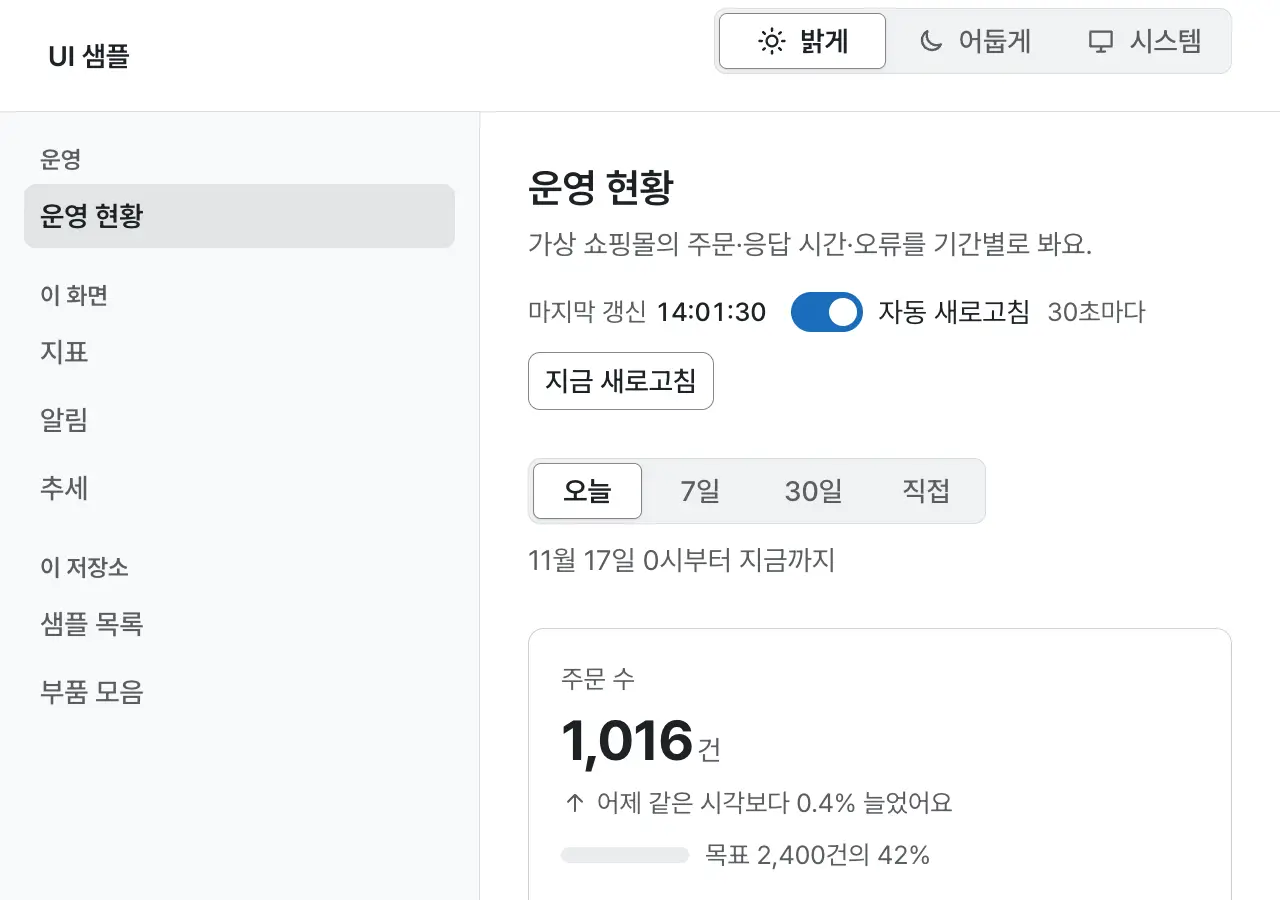 UI 샘플
밝게
어둡게
시스템
운영
운영 현황
이 화면
지표
알림
추세
이 저장소
샘플 목록
부품 모음
운영 현황
가상 쇼핑몰의 주문·응답 시간·오류를 기간별로 봐요.
마지막 갱신 14:01:30 자동 새로고침 30초마다
지금 새로고침
오늘 7일 30일 직접
11월 17일 0시부터 지금까지
주문 수
1,016건
↑ 어제 같은 시각보다 0.4% 늘었어요
목표 2,400건의 42%